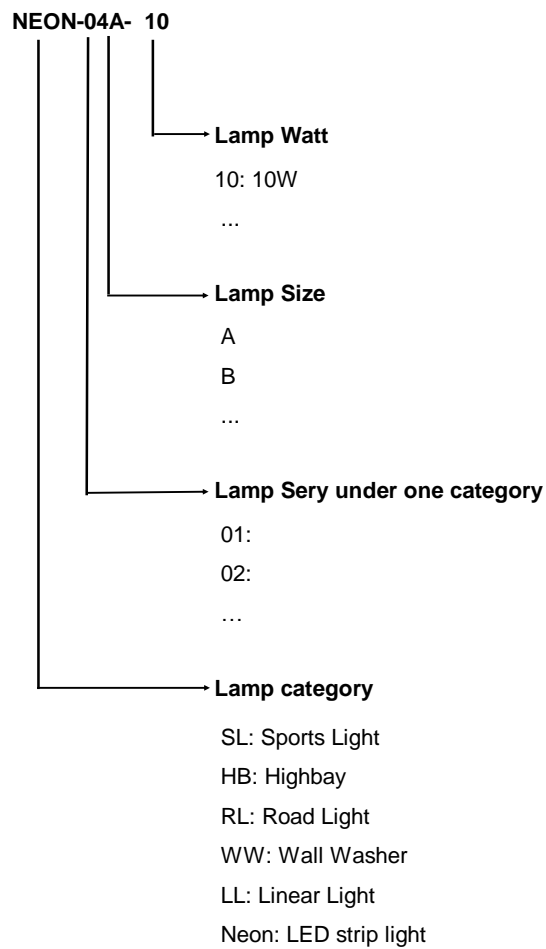 NEON-04A- 10
Lamp Watt
10: 10W
...
Lamp Size
A
B
...
Lamp Sery under one category
01:
02:
…
Lamp category
SL: Sports Light
HB: Highbay
RL: Road Light
WW: Wall Washer
LL: Linear Light
Neon: LED strip light